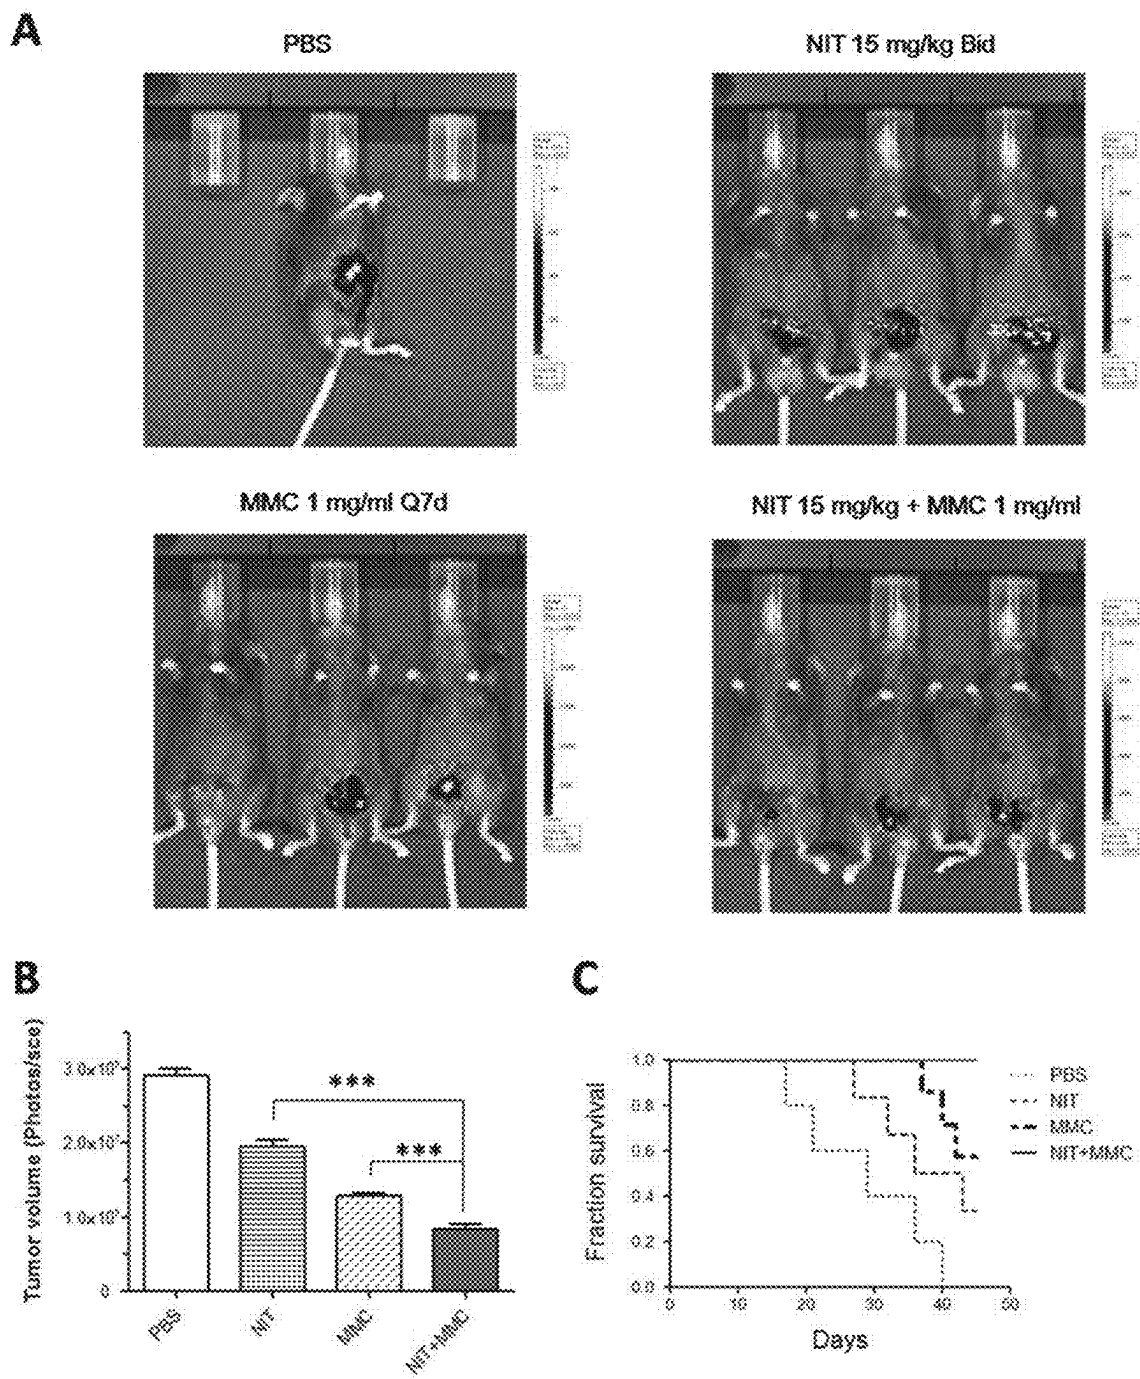 A
PBS
NIT 15 mg/kg Bid
MMC 1 mg/ml Q7d
NIT 15 mg/kg + MMC 1 mg/ml
B
Tumor volume (Photos/sce)
3.0x10⁷
2.0x10⁷
1.0x10⁷
0
***
***
PBS
NIT
MMC
NIT+MMC
C
Fraction survival
1.0
0.8
0.6
0.4
0.2
0.0
0 10 20 30 40 50
Days
PBS
NIT
MMC
NIT+MMC